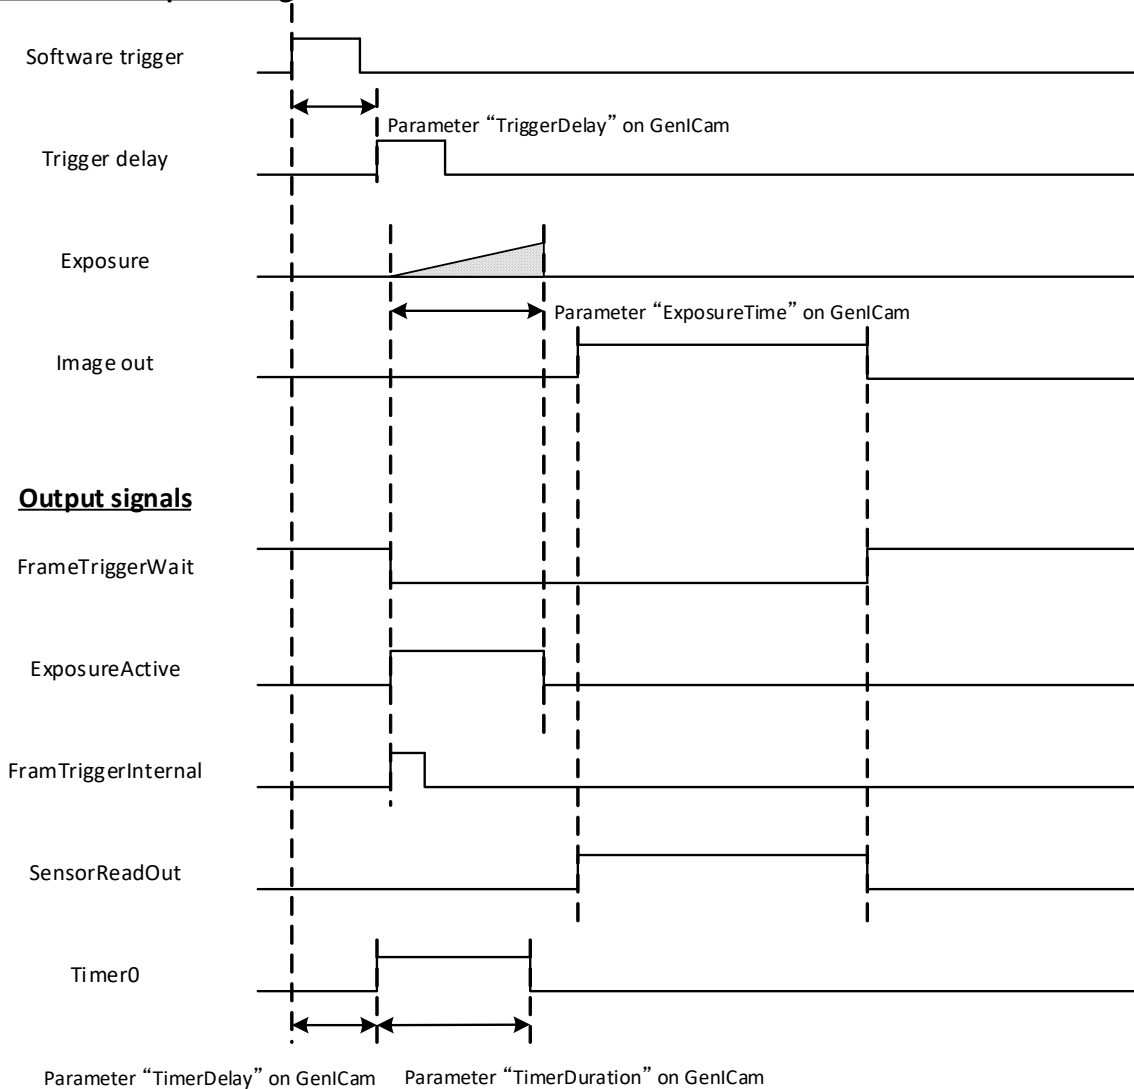 Software trigger
Parameter “TriggerDelay” on GenICam
Trigger delay
Exposure
Parameter “ExposureTime” on GenICam
Image out
Output signals
FrameTriggerWait
ExposureActive
FramTriggerInternal
SensorReadOut
Timer0
Parameter “TimerDelay” on GenICam
Parameter “TimerDuration” on GenICam